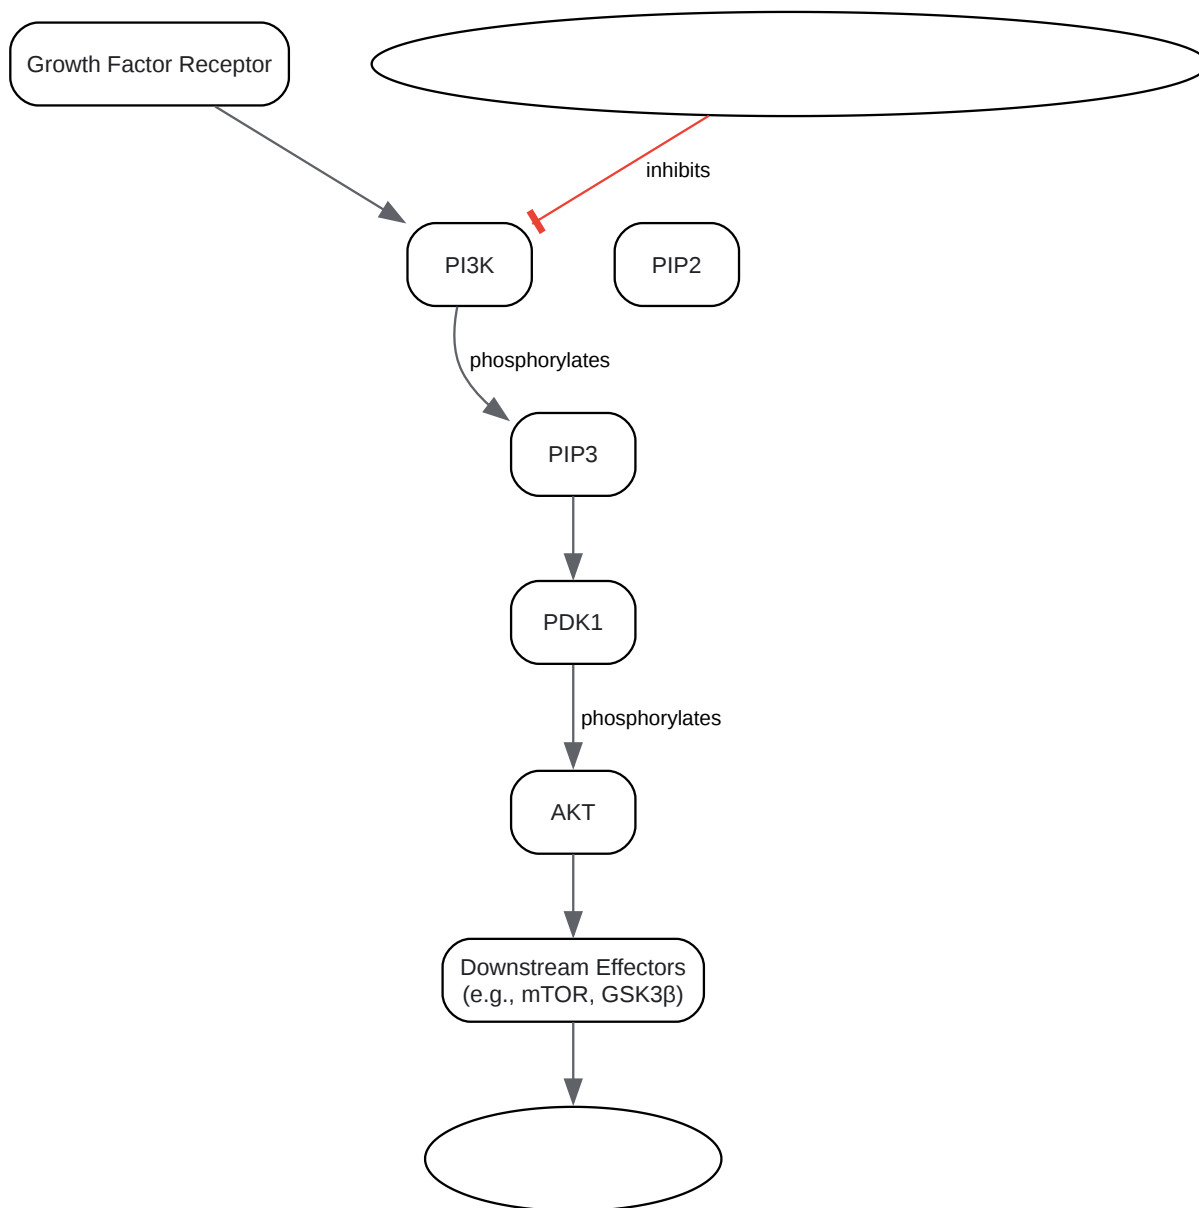 Growth Factor Receptor
inhibits
PI3K
PIP2
phosphorylates
PIP3
PDK1
phosphorylates
AKT
Downstream Effectors
(e.g., mTOR, GSK3β)